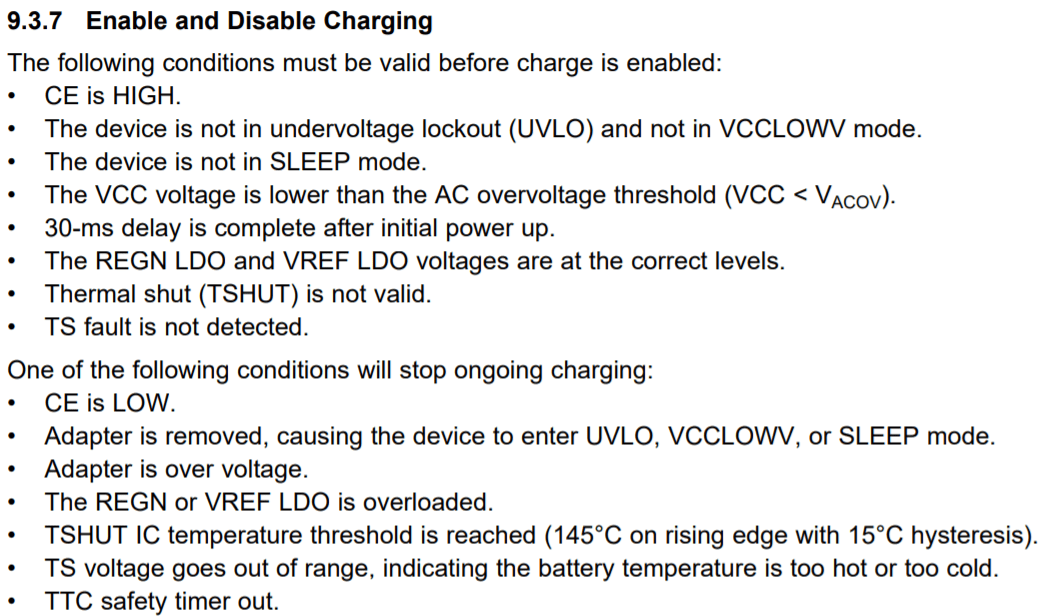 9.3.7 Enable and Disable Charging
The following conditions must be valid before charge is enabled:
• CE is HIGH.
• The device is not in undervoltage lockout (UVLO) and not in VCCLOWV mode.
• The device is not in SLEEP mode.
• The VCC voltage is lower than the AC overvoltage threshold (VCC < VACOV).
• 30-ms delay is complete after initial power up.
• The REGN LDO and VREF LDO voltages are at the correct levels.
• Thermal shut (TSHUT) is not valid.
• TS fault is not detected.
One of the following conditions will stop ongoing charging:
• CE is LOW.
• Adapter is removed, causing the device to enter UVLO, VCCLOWV, or SLEEP mode.
• Adapter is over voltage.
• The REGN or VREF LDO is overloaded.
• TSHUT IC temperature threshold is reached (145°C on rising edge with 15°C hysteresis).
• TS voltage goes out of range, indicating the battery temperature is too hot or too cold.
• TTC safety timer out.